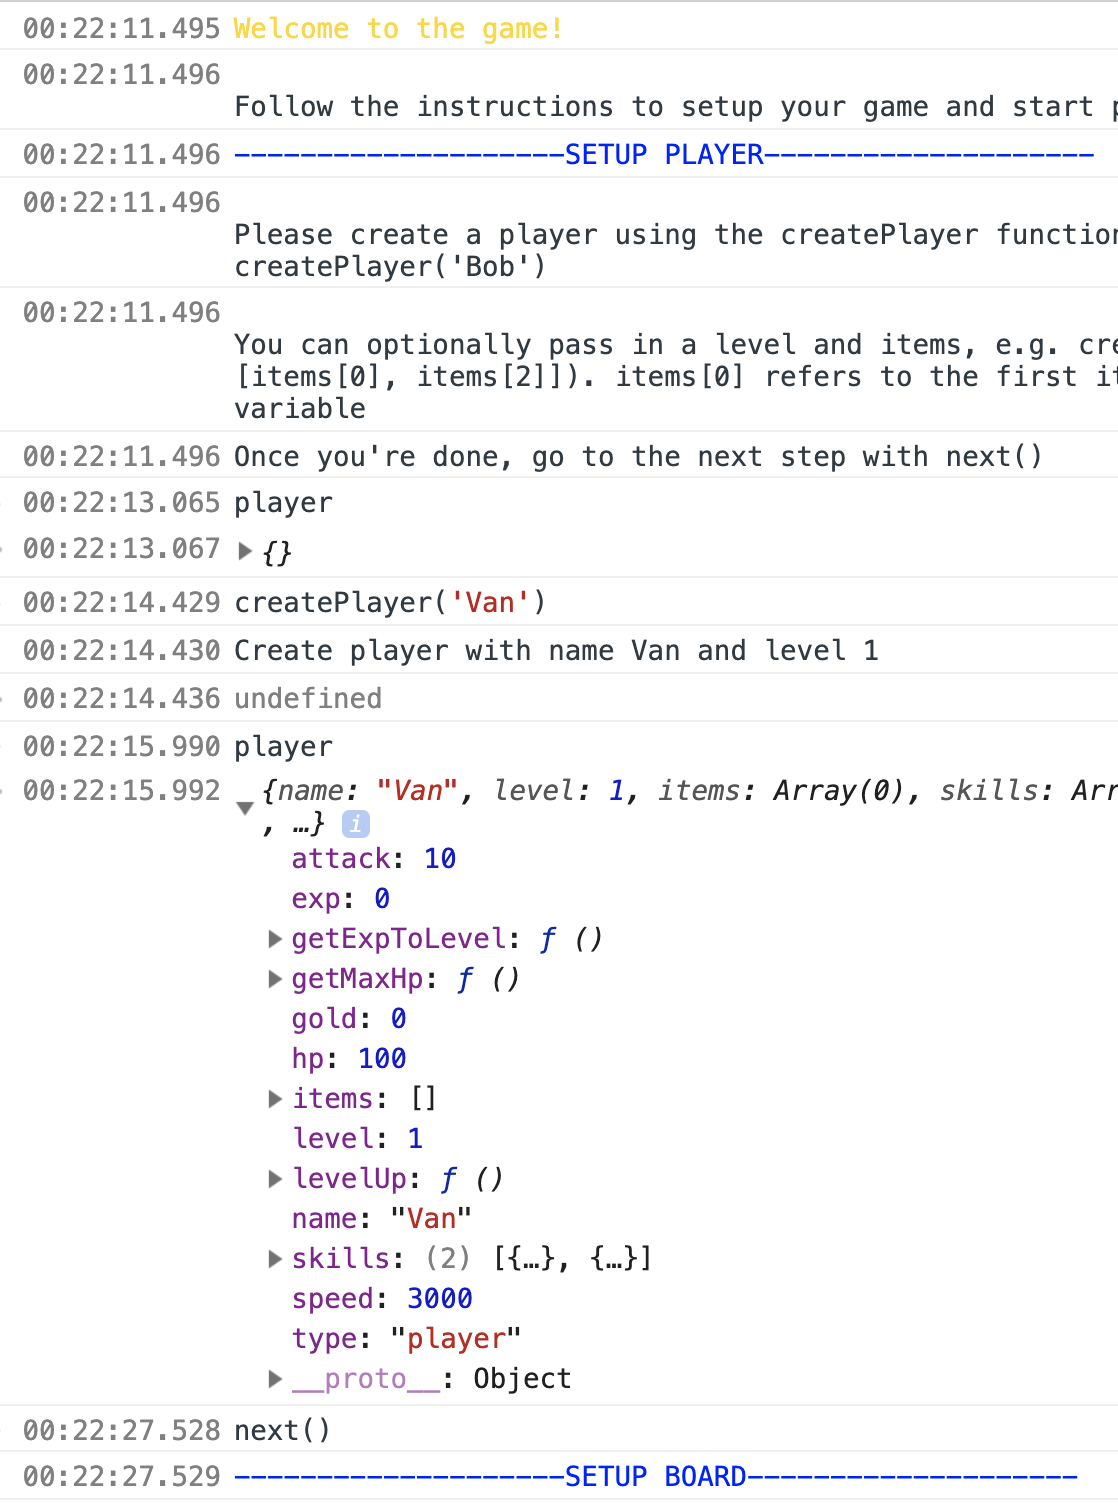 00:22:11.495 Welcome to the game!
00:22:11.496
Follow the instructions to setup your game and start
00:22:11.496 --------------------SETUP PLAYER--------------------
00:22:11.496
Please create a player using the createPlayer function
createPlayer('Bob')
00:22:11.496
You can optionally pass in a level and items, e.g.
[items[0], items[2]]). items[0] refers to the first
variable
00:22:11.496 Once you're done, go to the next step with next()
00:22:13.065 player
00:22:13.067 ▶ {}
00:22:14.429 createPlayer('Van')
00:22:14.430 Create player with name Van and level 1
00:22:14.436 undefined
00:22:15.990 player
00:22:15.992 ▼ {name: "Van", level: 1, items: Array(0), skills: Arr
, …} i
attack: 10
exp: 0
▶ getExpToLevel: ƒ ()
▶ getMaxHp: ƒ ()
gold: 0
hp: 100
▶ items: []
level: 1
▶ levelUp: ƒ ()
name: "Van"
▶ skills: (2) [{…}, {…}]
speed: 3000
type: "player"
▶ __proto__: Object
00:22:27.528 next()
00:22:27.529 --------------------SETUP BOARD--------------------